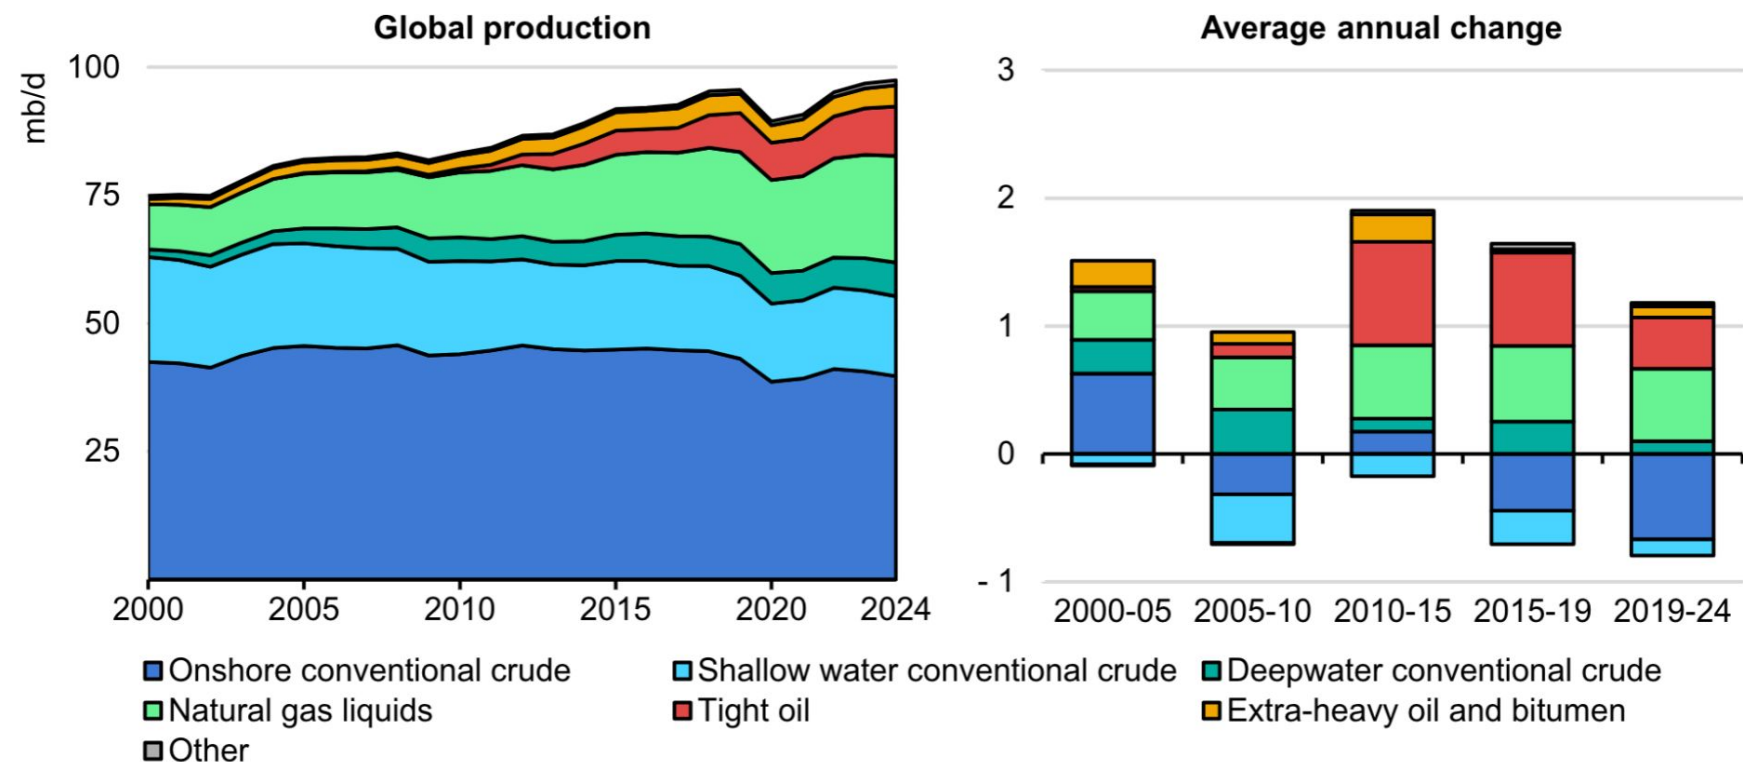 Global production
Average annual change
mb/d
100
75
50
25
2000 2005 2010 2015 2020 2024
3
2
1
0
- 1
2000-05 2005-10 2010-15 2015-19 2019-24
Onshore conventional crude Shallow water conventional crude Deepwater conventional crude
Natural gas liquids Tight oil Extra-heavy oil and bitumen
Other